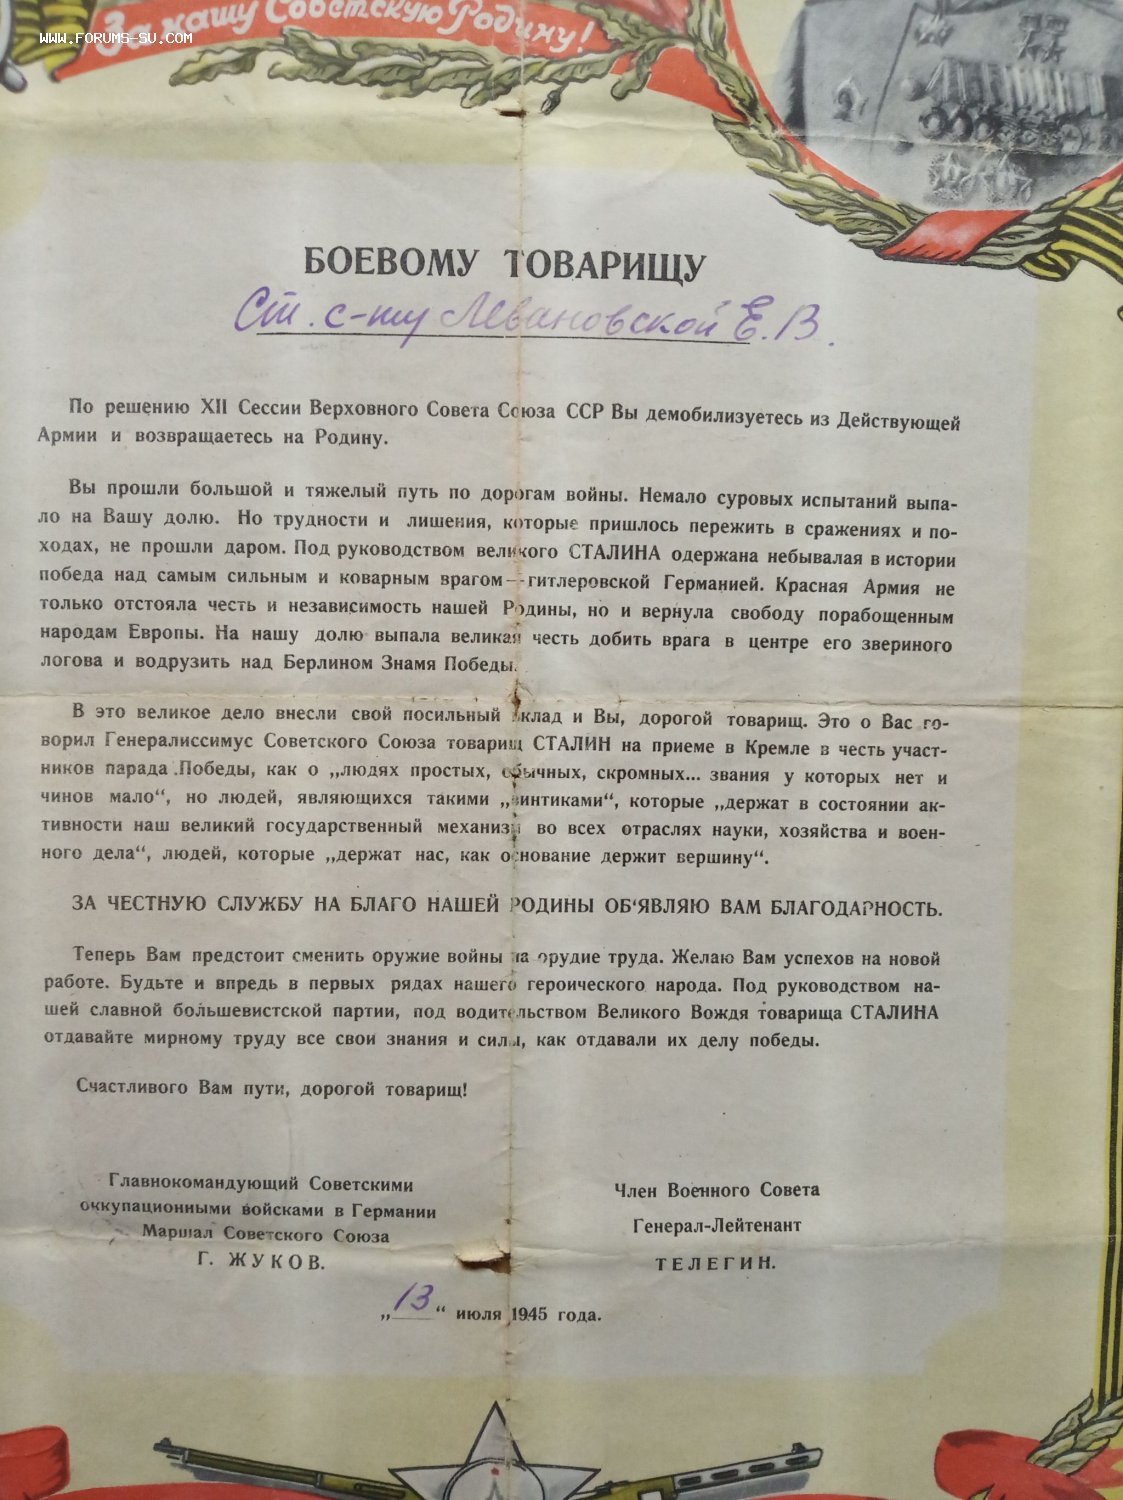 За нашу Советскую Родину!
WWW.FORUMS-SU.COM
БОЕВОМУ ТОВАРИЩУ
Ст. с-ту Левановской Е. В.
По решению XII Сессии Верховного Совета Союза ССР Вы демобилизуетесь из Действующей
Армии и возвращаетесь на Родину.
Вы прошли большой и тяжелый путь по дорогам войны. Немало суровых испытаний выпа-
ло на Вашу долю. Но трудности и лишения, которые пришлось пережить в сражениях и по-
ходах, не прошли даром. Под руководством великого СТАЛИНА одержана небывалая в истории
победа над самым сильным и коварным врагом—гитлеровской Германией. Красная Армия не
только отстояла честь и независимость нашей Родины, но и вернула свободу порабощенным
народам Европы. На нашу долю выпала великая честь добить врага в центре его звериного
логова и водрузить над Берлином Знамя Победы.
В это великое дело внесли свой посильный вклад и Вы, дорогой товарищ. Это о Вас го-
ворил Генералиссимус Советского Союза товарищ СТАЛИН на приеме в Кремле в честь участ-
ников парада Победы, как о „людях простых, обычных, скромных... звания у которых нет и
чинов мало“, но людей, являющихся такими „винтиками“, которые „держат в состоянии ак-
тивности наш великий государственный механизм во всех отраслях науки, хозяйства и воен-
ного дела“, людей, которые „держат нас, как основание держит вершину“.
ЗА ЧЕСТНУЮ СЛУЖБУ НА БЛАГО НАШЕЙ РОДИНЫ ОБ‘ЯВЛЯЮ ВАМ БЛАГОДАРНОСТЬ.
Теперь Вам предстоит сменить оружие войны на орудие труда. Желаю Вам успехов на новой
работе. Будьте и впредь в первых рядах нашего героического народа. Под руководством на-
шей славной большевистской партии, под водительством Великого Вождя товарища СТАЛИНА
отдавайте мирному труду все свои знания и силы, как отдавали их делу победы.
Счастливого Вам пути, дорогой товарищ!
Главнокомандующий Советскими
оккупационными войсками в Германии
Маршал Советского Союза
Г. ЖУКОВ.
Член Военного Совета
Генерал-Лейтенант
ТЕЛЕГИН.
„13“ июля 1945 года.